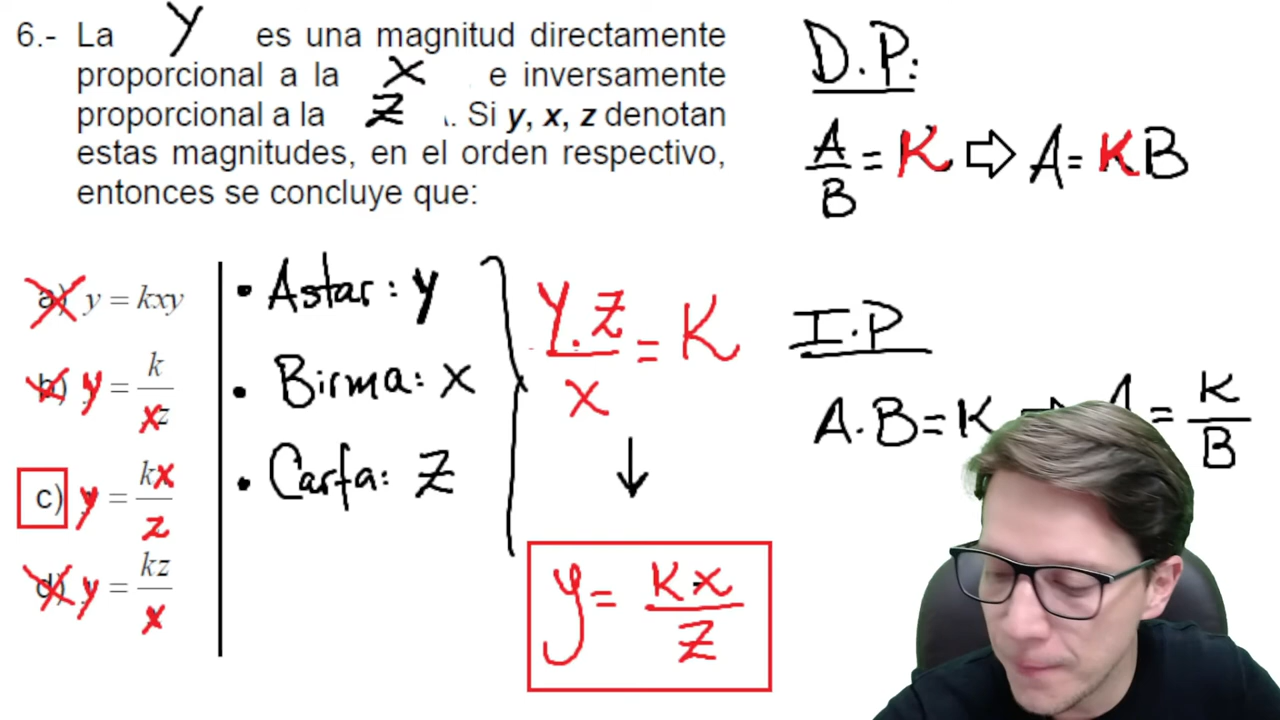 6.- La Y es una magnitud directamente
proporcional a la X e inversamente
proporcional a la Z. Si y, x, z denotan
estas magnitudes, en el orden respectivo,
entonces se concluye que:
a) y = kxy
b) y = k/xz
c) y = kx/z
d) y = kz/x
• Astar: y
• Birma: x
• Carfa: z
Y.Z/x = K
↓
y = Kx/z
D.P:
A/B = K ⇒ A = KB
I.P
A.B = K ⇒ A = K/B